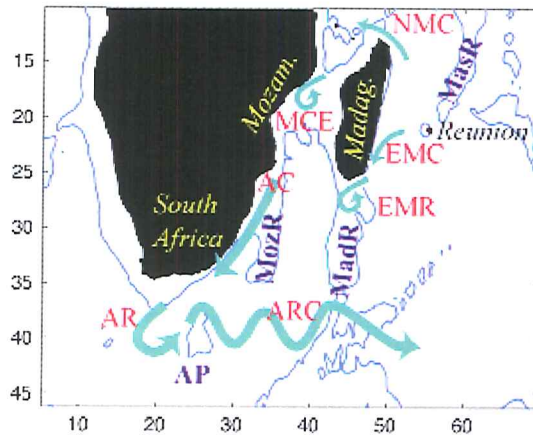 NMC
15
Mozam.
MasR
20
MCE
Madag.
Reunion
25
AC
EMC
30
South
Africa
MozR
EMR
35
MadR
40
AR
ARC
45
AP
10
20
30
40
50
60